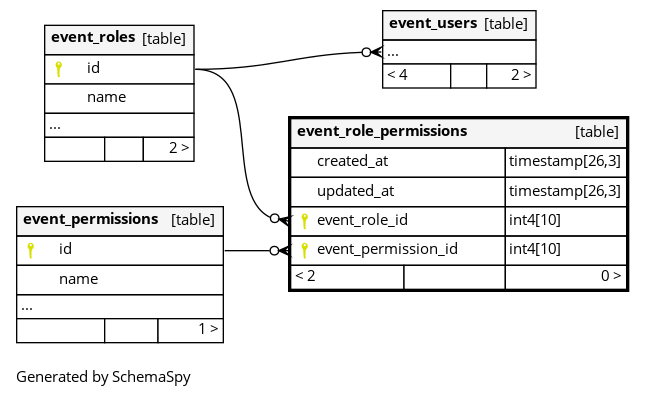 event_roles [table]
id
name
...
2 >
event_users [table]
...
< 4 2 >
event_role_permissions [table]
created_at timestamp[26,3]
updated_at timestamp[26,3]
event_role_id int4[10]
event_permission_id int4[10]
< 2 0 >
event_permissions [table]
id
name
...
1 >
Generated by SchemaSpy